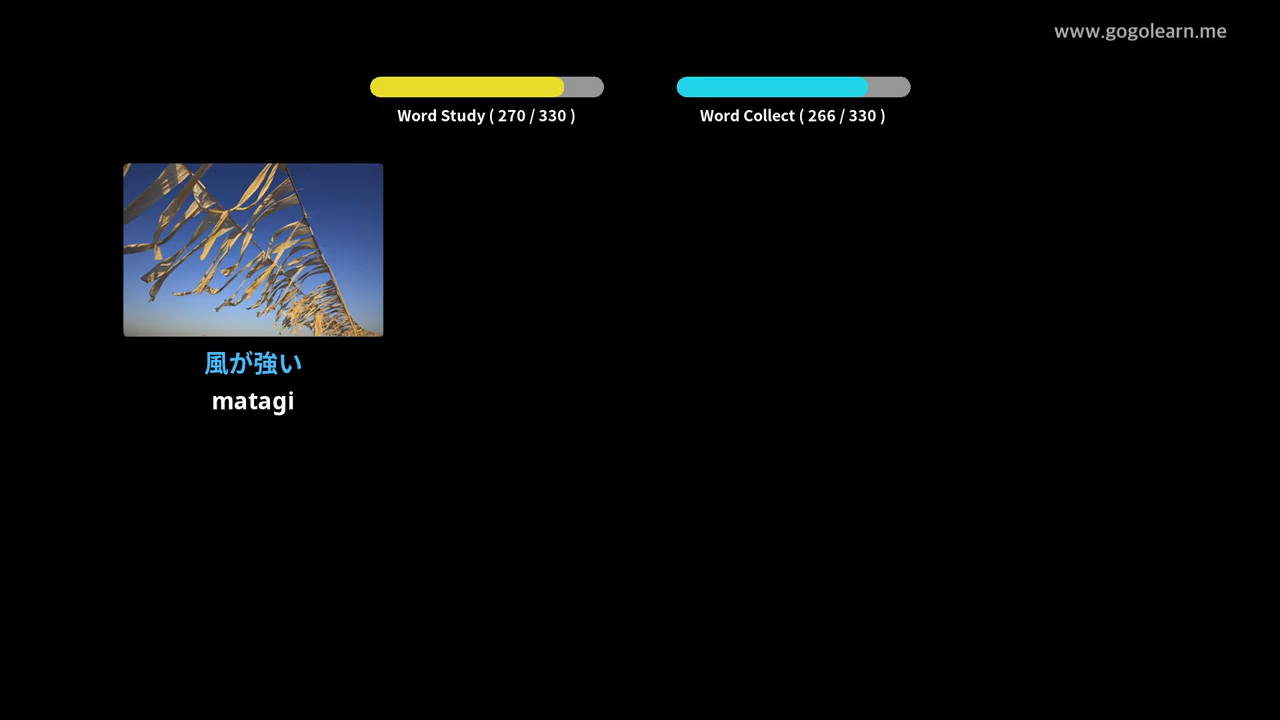 www.gogolearn.me
Word Study ( 270 / 330 )
Word Collect ( 266 / 330 )
風が強い
matagi